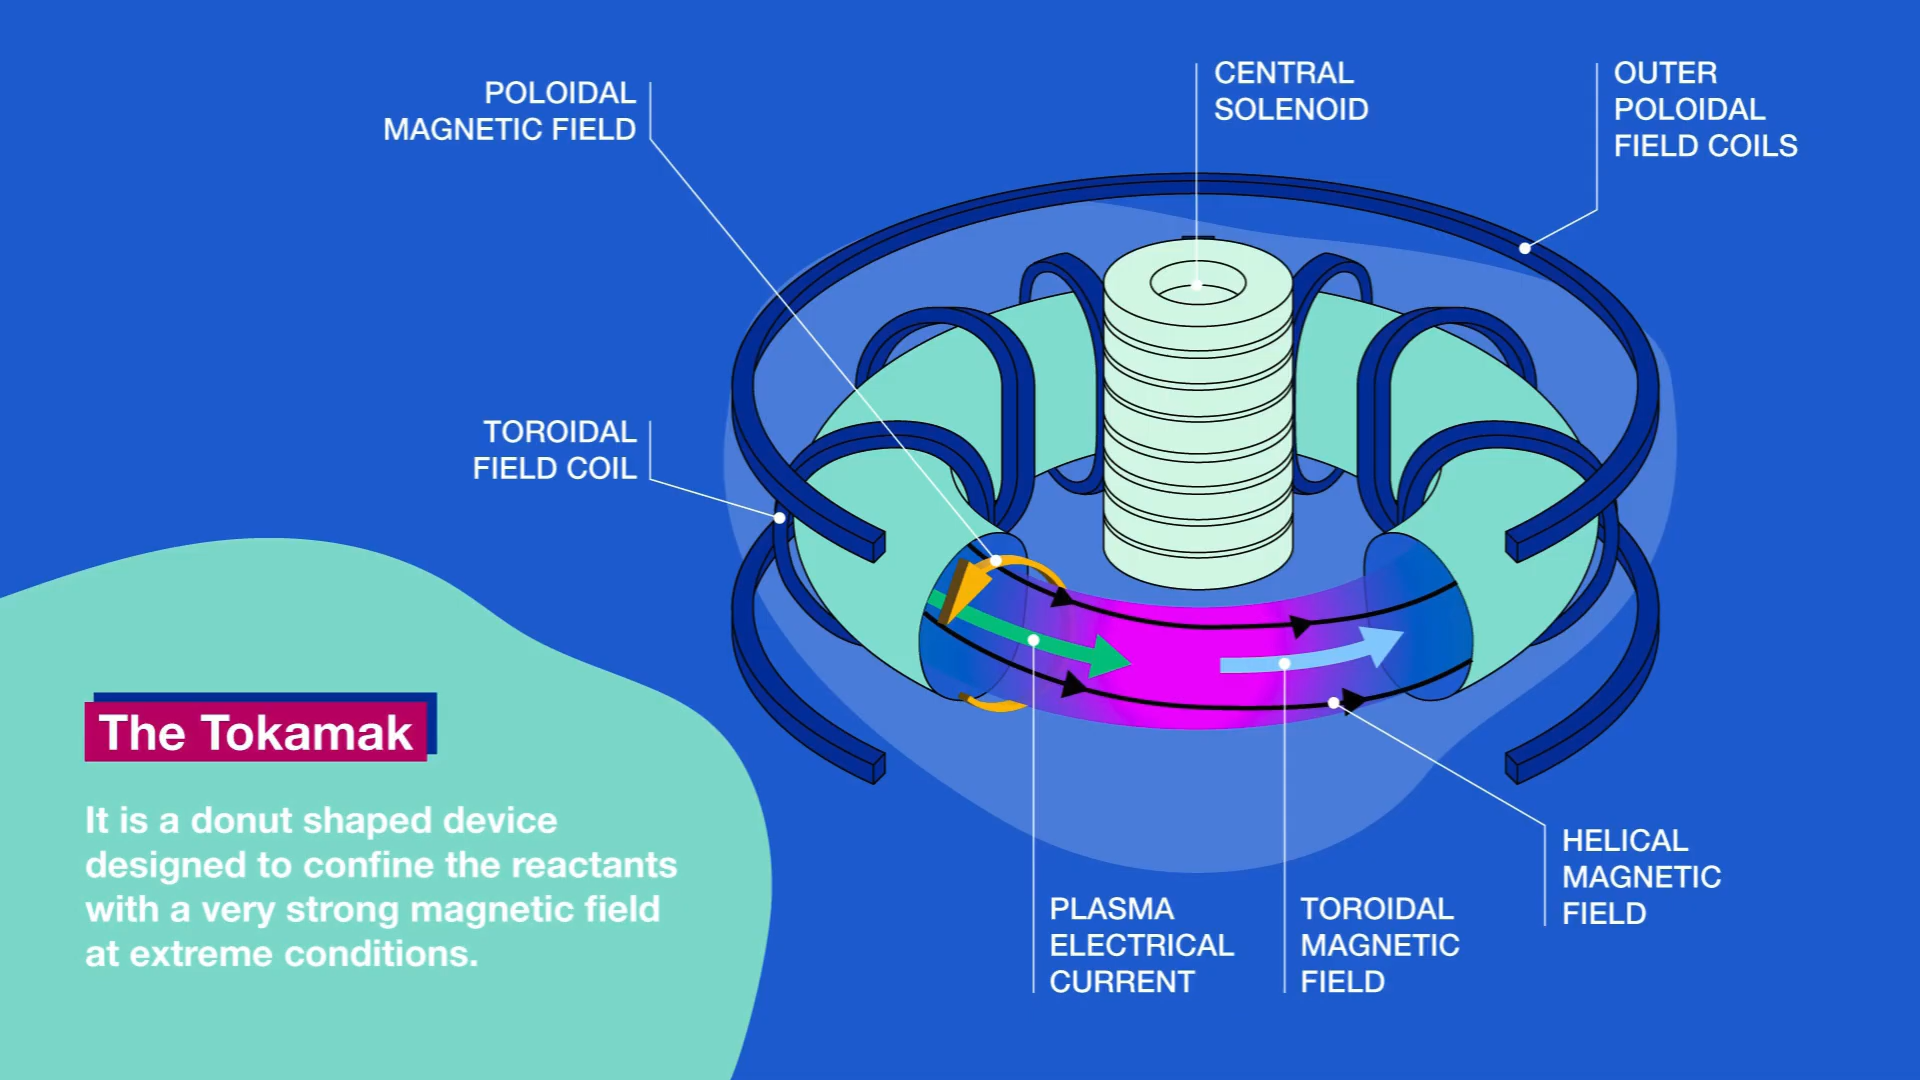 POLOIDAL
MAGNETIC FIELD
CENTRAL
SOLENOID
OUTER
POLOIDAL
FIELD COILS
TOROIDAL
FIELD COIL
The Tokamak
It is a donut shaped device
designed to confine the reactants
with a very strong magnetic field
at extreme conditions.
PLASMA
ELECTRICAL
CURRENT
TOROIDAL
MAGNETIC
FIELD
HELICAL
MAGNETIC
FIELD